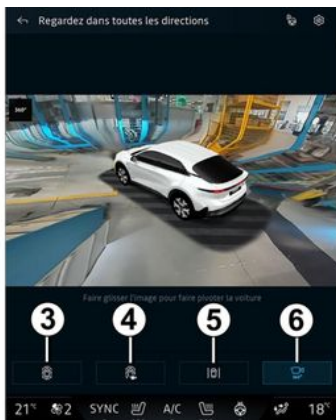 Regardez dans toutes les directions
360°
Faire glisser l'image pour faire pivoter la voiture
3
4
5
6
21°C
2
SYNC
A/C
18°C